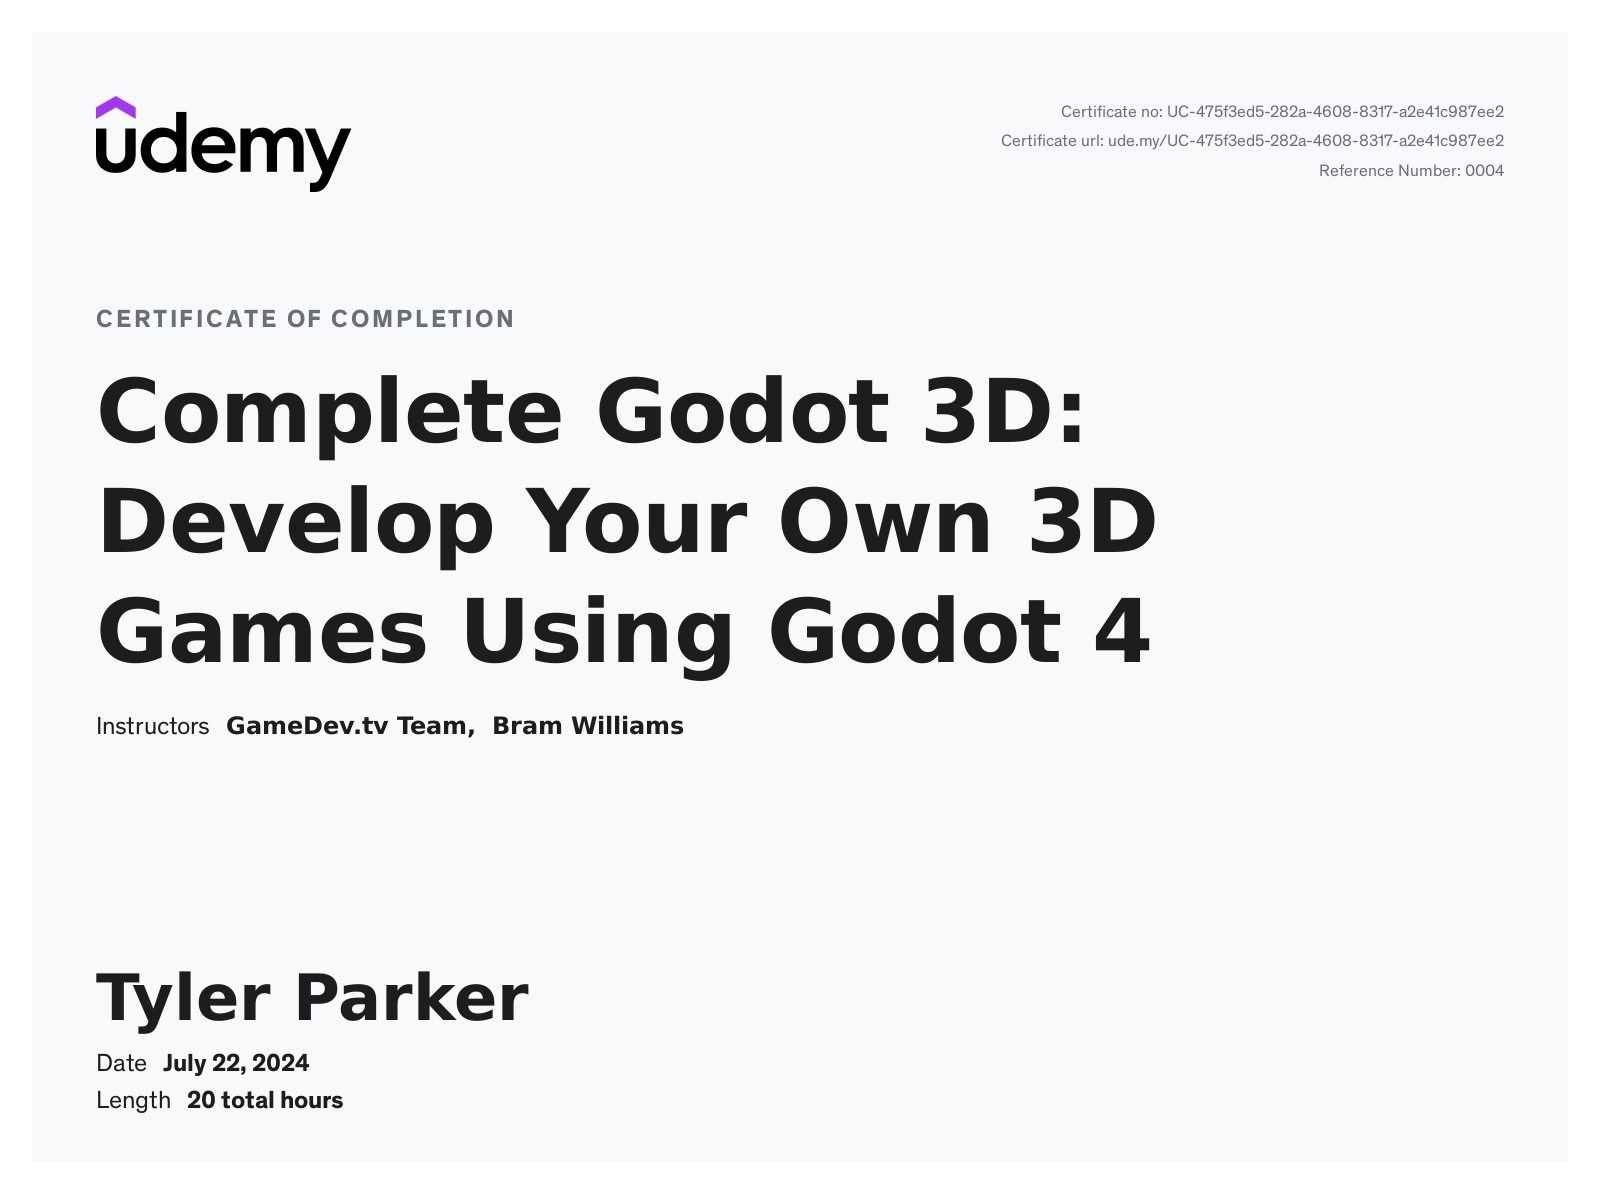 udemy
Certificate no: UC-475f3ed5-282a-4608-8317-a2e41c987ee2
Certificate url: ude.my/UC-475f3ed5-282a-4608-8317-a2e41c987ee2
Reference Number: 0004
CERTIFICATE OF COMPLETION
Complete Godot 3D:
Develop Your Own 3D
Games Using Godot 4
Instructors GameDev.tv Team, Bram Williams
Tyler Parker
Date July 22, 2024
Length 20 total hours